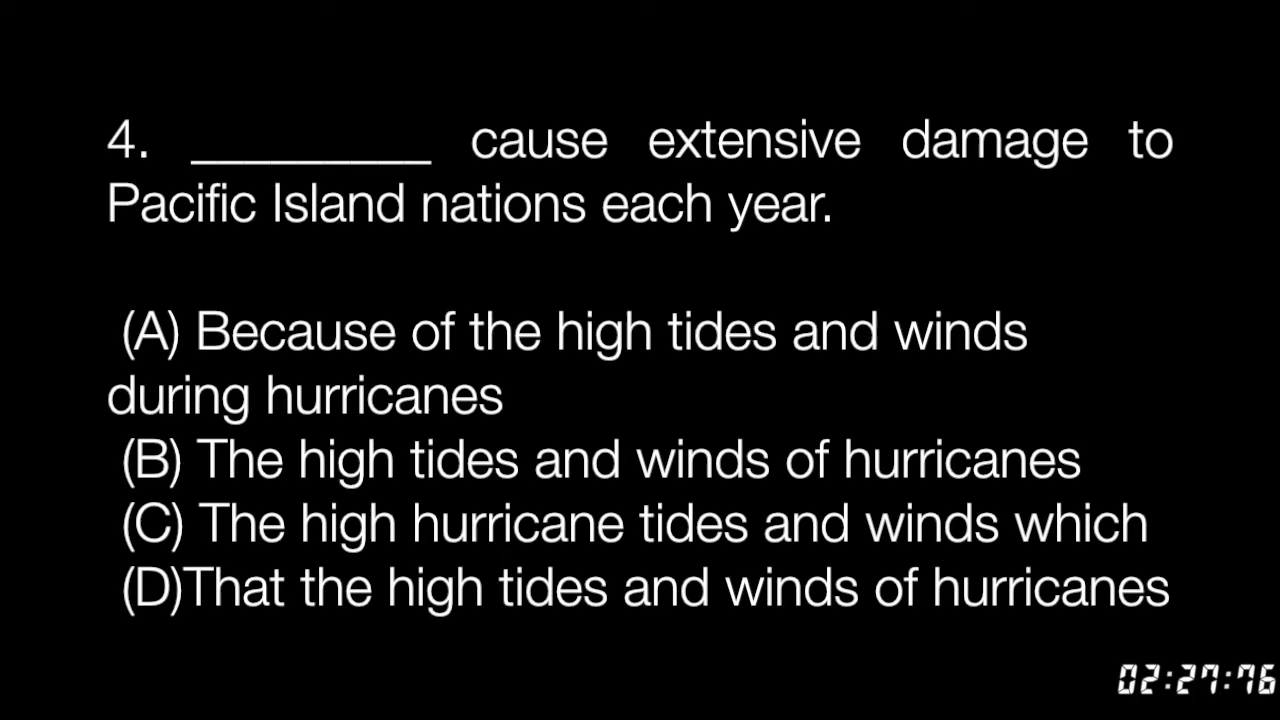 4. _________ cause extensive damage to
Pacific Island nations each year.
(A) Because of the high tides and winds
during hurricanes
(B) The high tides and winds of hurricanes
(C) The high hurricane tides and winds which
(D)That the high tides and winds of hurricanes
02:27:76